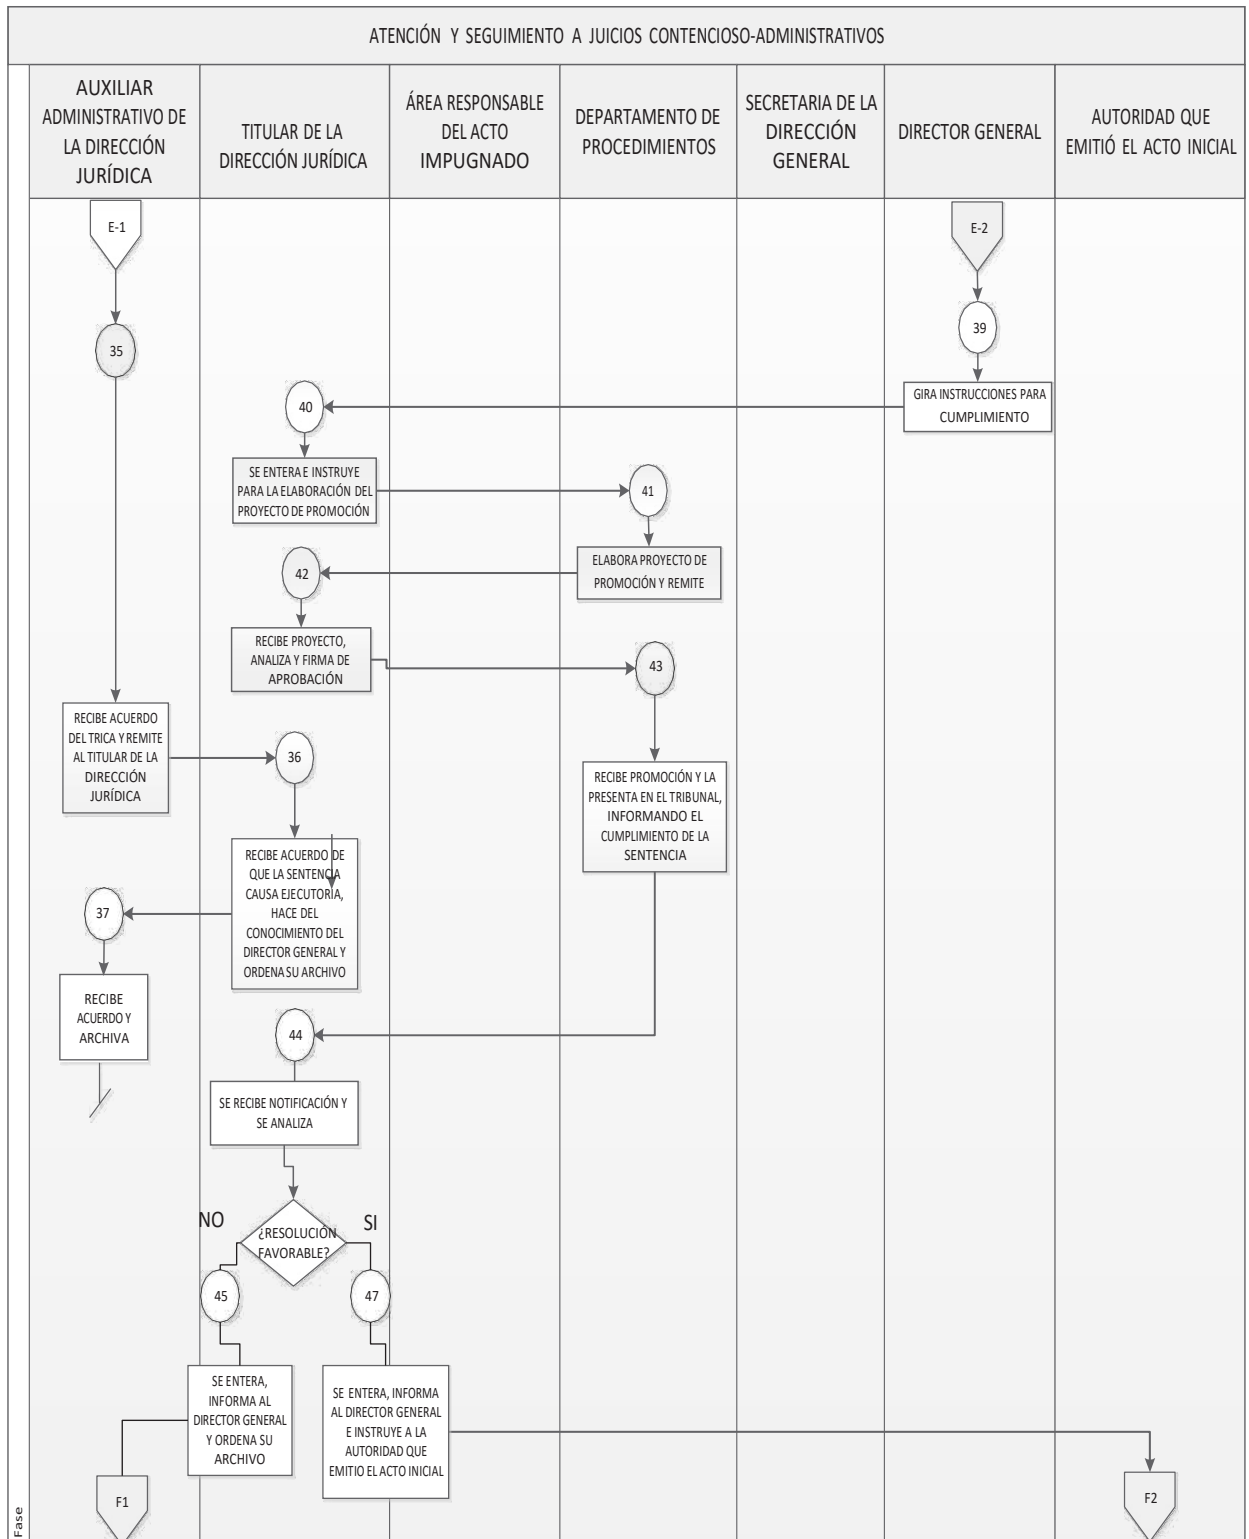 ATENCIÓN Y SEGUIMIENTO A JUICIOS CONTENCIOSO-ADMINISTRATIVOS
AUXILIAR
ADMINISTRATIVO DE
LA DIRECCIÓN
JURÍDICA
TITULAR DE LA
DIRECCIÓN JURÍDICA
ÁREA RESPONSABLE
DEL ACTO
IMPUGNADO
DEPARTAMENTO DE
PROCEDIMIENTOS
SECRETARIA DE LA
DIRECCIÓN
GENERAL
DIRECTOR GENERAL
AUTORIDAD QUE
EMITIÓ EL ACTO INICIAL
E-1
E-2
39
35
GIRA INSTRUCCIONES PARA
CUMPLIMIENTO
40
SE ENTERA E INSTRUYE
PARA LA ELABORACIÓN DEL
PROYECTO DE PROMOCIÓN
41
ELABORA PROYECTO DE
PROMOCIÓN Y REMITE
42
RECIBE PROYECTO,
ANALIZA Y FIRMA DE
APROBACIÓN
43
RECIBE ACUERDO
DEL TRICA Y REMITE
AL TITULAR DE LA
DIRECCIÓN
JURÍDICA
36
RECIBE PROMOCIÓN Y LA
PRESENTA EN EL TRIBUNAL,
INFORMANDO EL
CUMPLIMIENTO DE LA
SENTENCIA
RECIBE ACUERDO DE
QUE LA SENTENCIA
CAUSA EJECUTORIA,
HACE DEL
CONOCIMIENTO DEL
DIRECTOR GENERAL Y
ORDENA SU ARCHIVO
37
RECIBE
ACUERDO Y
ARCHIVA
44
SE RECIBE NOTIFICACIÓN Y
SE ANALIZA
NO
¿RESOLUCIÓN
FAVORABLE?
SI
45
47
SE ENTERA,
INFORMA AL
DIRECTOR GENERAL
Y ORDENA SU
ARCHIVO
SE ENTERA, INFORMA
AL DIRECTOR GENERAL
E INSTRUYE A LA
AUTORIDAD QUE
EMITIO EL ACTO INICIAL
F1
F2
Fase